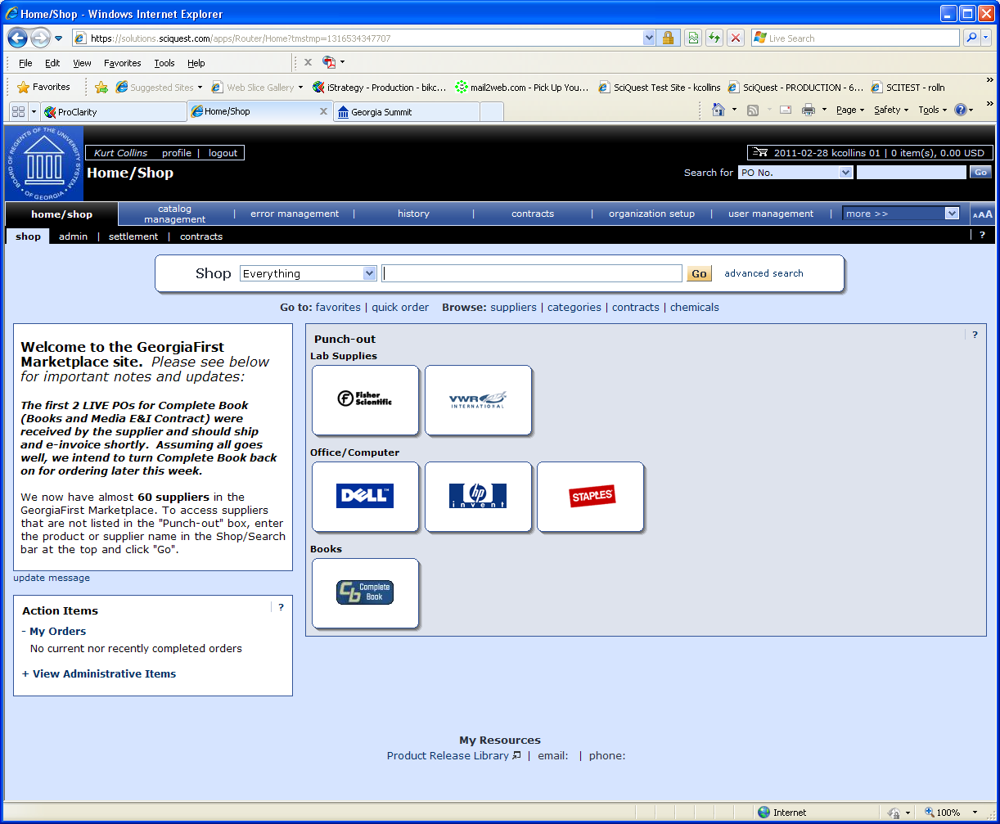 Home/Shop - Windows Internet Explorer
https://solutions.sciquest.com/apps/Router/Home?tmstmp=1316534347707
Live Search
File Edit View Favorites Tools Help
Favorites Suggested Sites Web Slice Gallery iStrategy - Production - bikc... mail2web.com - Pick Up You... SciQuest Test Site - kcollins SciQuest - PRODUCTION - 6... SCITEST - rolln
ProClarity Home/Shop Georgia Summit Page Safety Tools
BOARD OF REGENTS OF THE UNIVERSITY SYSTEM OF GEORGIA
Kurt Collins profile | logout
2011-02-28 kcollins 01 | 0 item(s), 0.00 USD
Home/Shop
Search for PO No. Go
home/shop catalog management | error management | history | contracts | organization setup | user management | more >> AAA
shop admin | settlement | contracts ?
Shop Everything Go advanced search
Go to: favorites | quick order Browse: suppliers | categories | contracts | chemicals
Welcome to the GeorgiaFirst
Marketplace site. Please see below
for important notes and updates:
The first 2 LIVE POs for Complete Book
(Books and Media E&I Contract) were
received by the supplier and should ship
and e-invoice shortly. Assuming all goes
well, we intend to turn Complete Book back
on for ordering later this week.
We now have almost 60 suppliers in the
GeorgiaFirst Marketplace. To access suppliers
that are not listed in the "Punch-out" box, enter
the product or supplier name in the Shop/Search
bar at the top and click "Go".
update message
Action Items ?
- My Orders
No current nor recently completed orders
+ View Administrative Items
Punch-out ?
Lab Supplies
Fisher
Scientific
VWR
INTERNATIONAL
Office/Computer
DELL™
hp
invent
STAPLES
Books
Cb Complete
Book
My Resources
Product Release Library | email: | phone:
Internet 100%